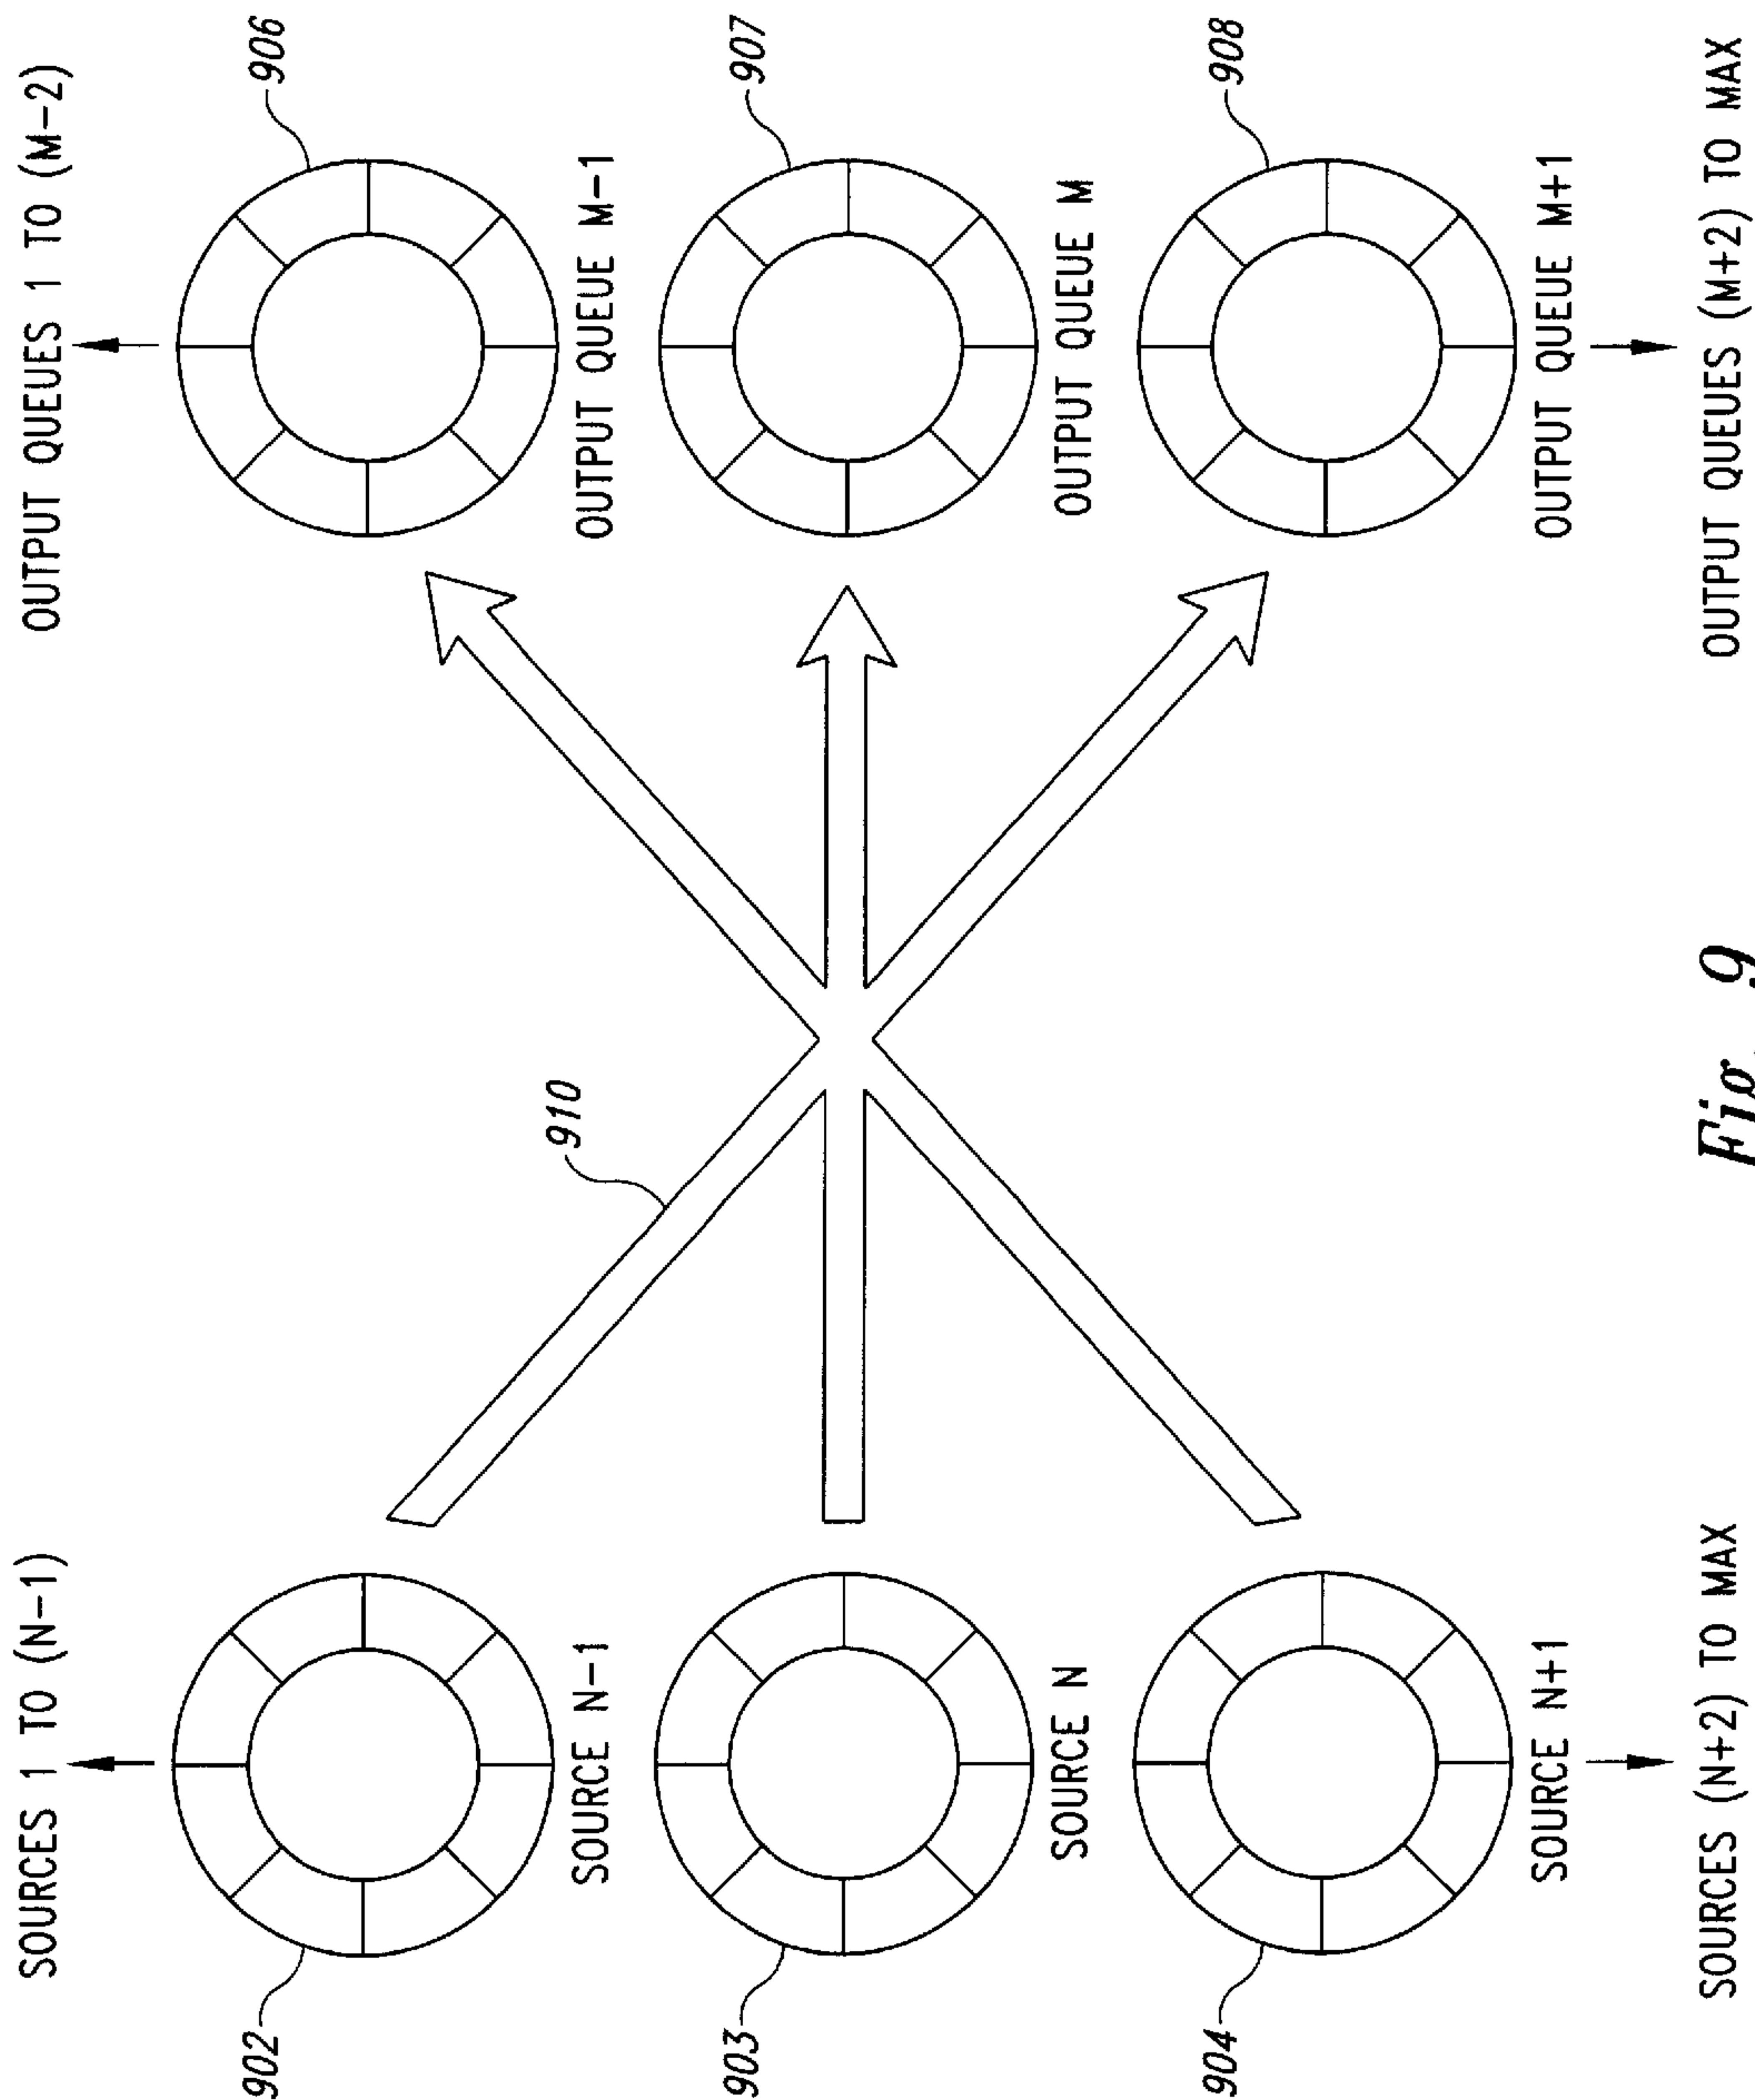 SOURCES 1 TO (N-1)
OUTPUT QUEUES 1 TO (M-2)
902
SOURCE N-1
906
OUTPUT QUEUE M-1
910
903
SOURCE N
907
OUTPUT QUEUE M
904
SOURCE N+1
908
OUTPUT QUEUE M+1
SOURCES (N+2) TO MAX
OUTPUT QUEUES (M+2) TO MAX
Fig. 9